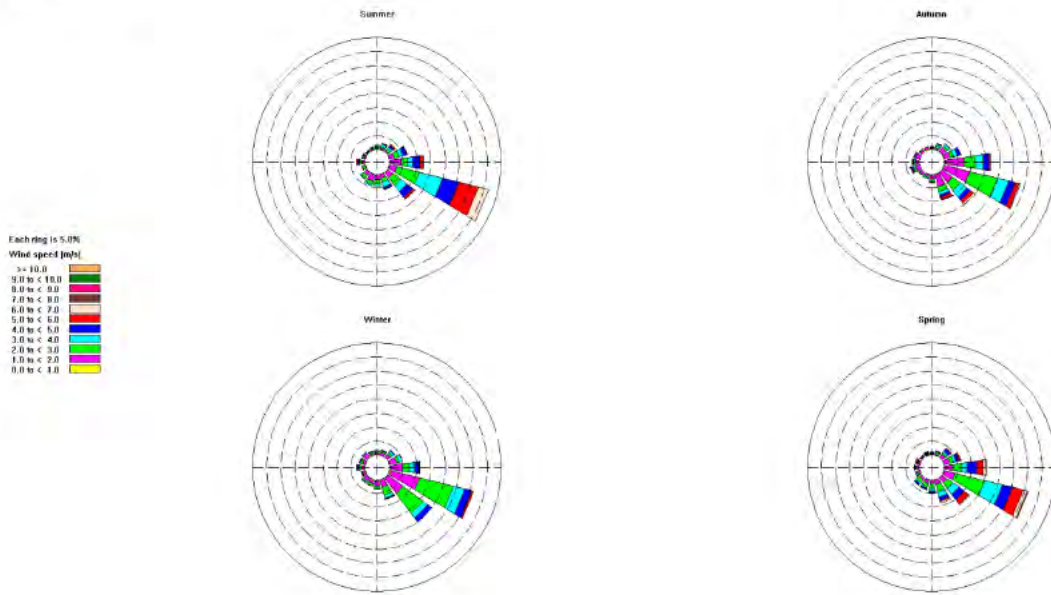 Summer
Autumn
Each ring is 5.0%
Wind speed (m/s)
>= 10.0
9.0 to < 10.0
8.0 to < 9.0
7.0 to < 8.0
6.0 to < 7.0
5.0 to < 6.0
4.0 to < 5.0
3.0 to < 4.0
2.0 to < 3.0
1.0 to < 2.0
0.0 to < 1.0
Winter
Spring